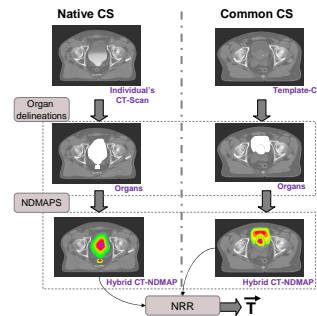 Native CS
Common CS
Individual's
CT-Scan
Template-C
Organ
delineations
Organs
Organs
NDMAPS
Hybrid CT-NDMAP
Hybrid CT-NDMAP
NRR
T